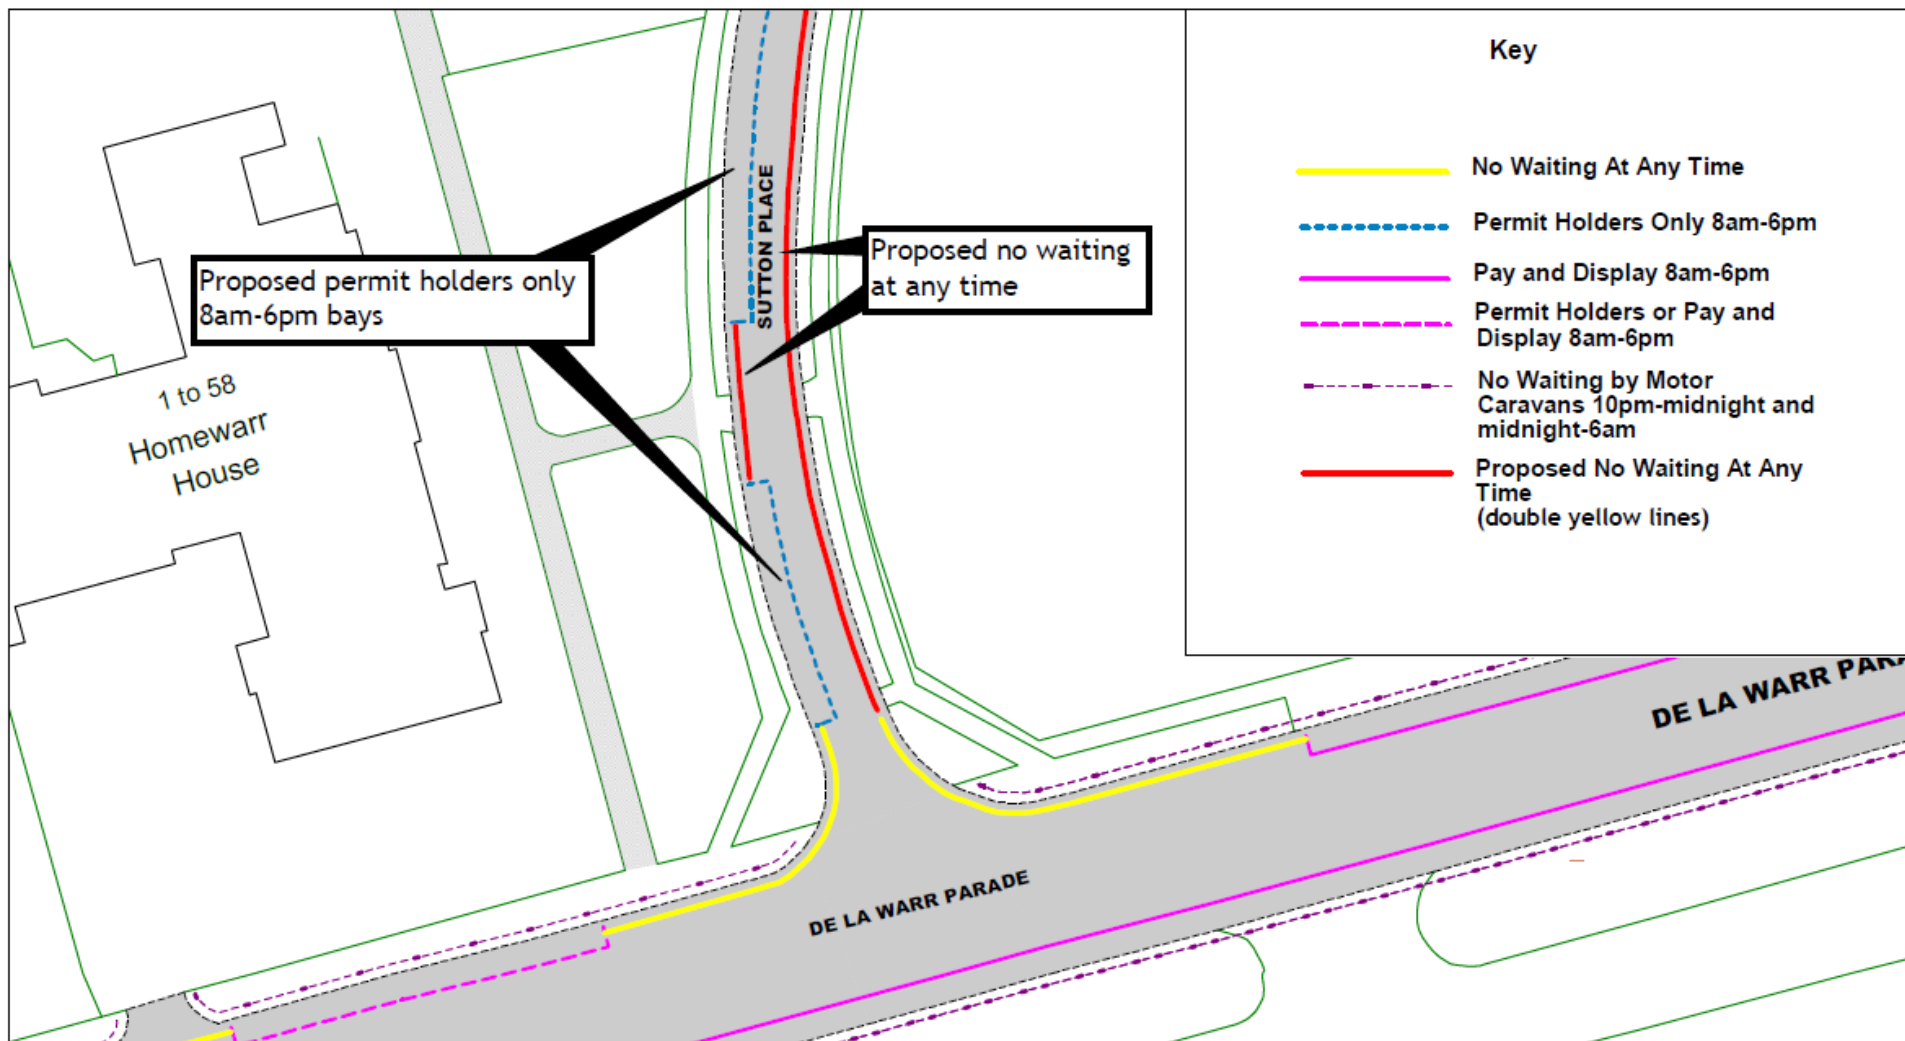 Key
No Waiting At Any Time
Permit Holders Only 8am-6pm
Pay and Display 8am-6pm
Permit Holders or Pay and
Display 8am-6pm
No Waiting by Motor
Caravans 10pm-midnight and
midnight-6am
Proposed No Waiting At Any
Time
(double yellow lines)
SUTTON PLACE
Proposed no waiting
at any time
Proposed permit holders only
8am-6pm bays
1 to 58
Homewarr
House
DE LA WARR PARADE
DE LA WARR